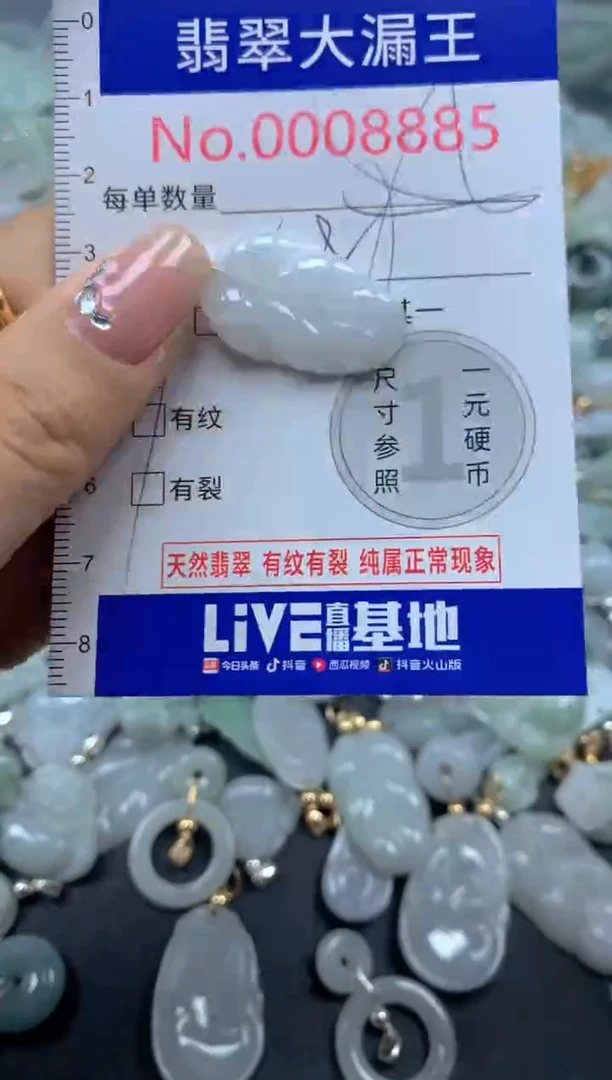 翡翠大漏王
No.0008885
每单数量
其一
有纹
有裂
一元硬币
尺寸参照
1
天然翡翠 有纹有裂 纯属正常现象
LiVE直播基地
今日头条 抖音 西瓜视频 抖音火山版
0
1
2
3
6
7
8